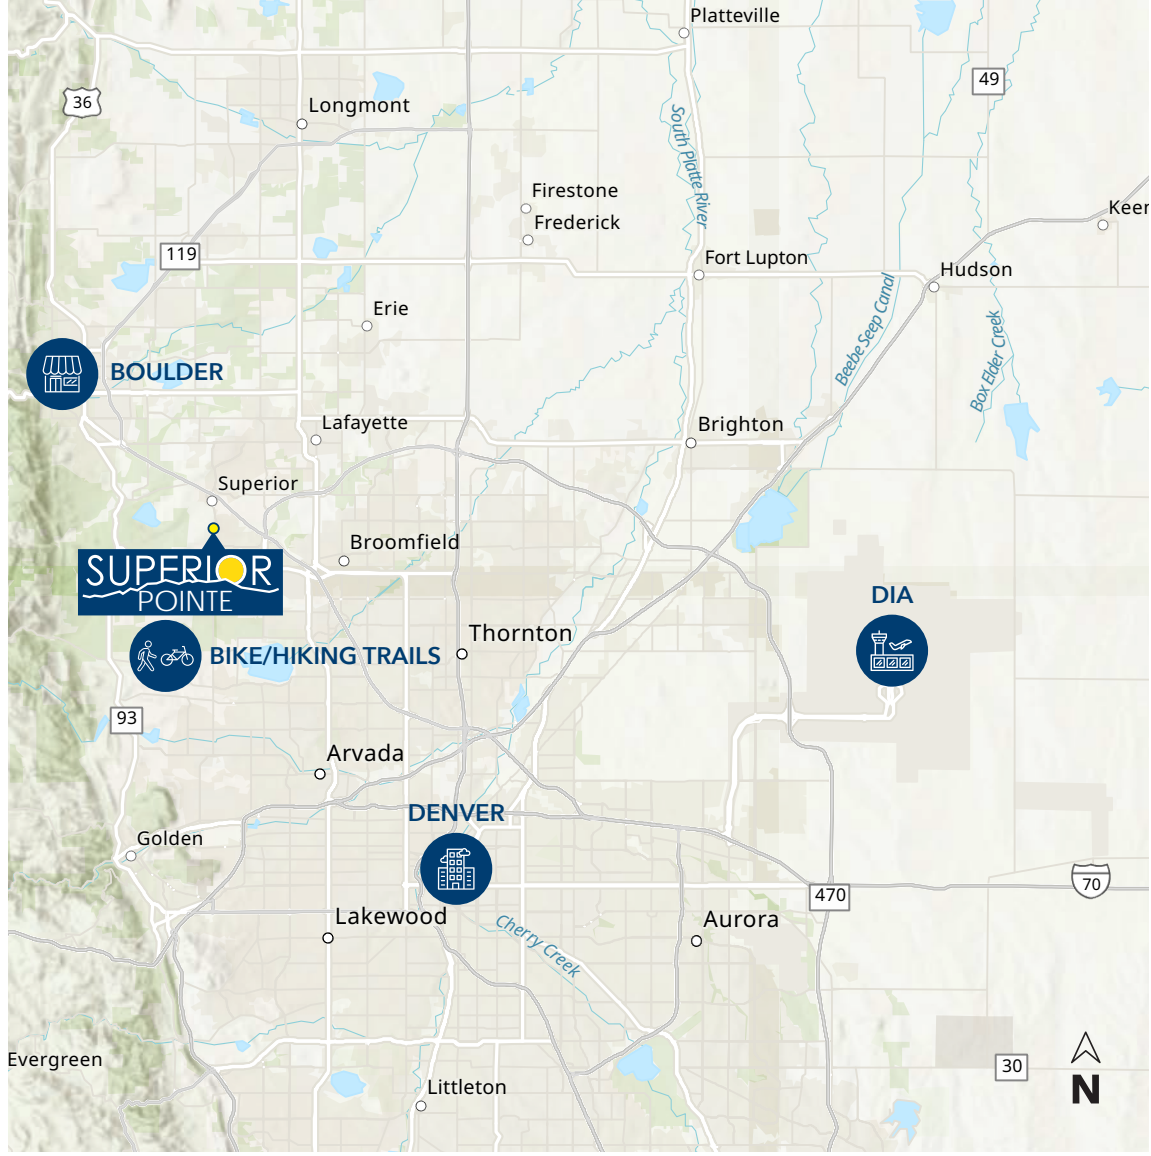 Platteville
49
36
Longmont
South Platte River
Firestone
Keen
Frederick
119
Fort Lupton
Hudson
Beebe Seep Canal
Erie
Box Elder Creek
BOULDER
Lafayette
Brighton
Superior
Broomfield
SUPERIOR
POINTE
DIA
Thornton
BIKE/HIKING TRAILS
93
Arvada
DENVER
Golden
70
470
Lakewood
Aurora
Cherry Creek
Evergreen
30
Littleton
N